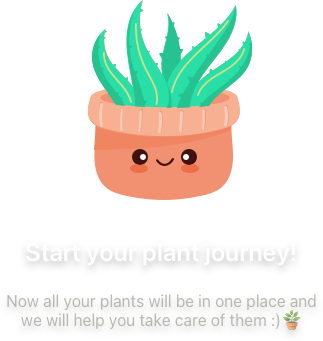 Start your plant journey!
Now all your plants will be in one place and
we will help you take care of them :) 🪴